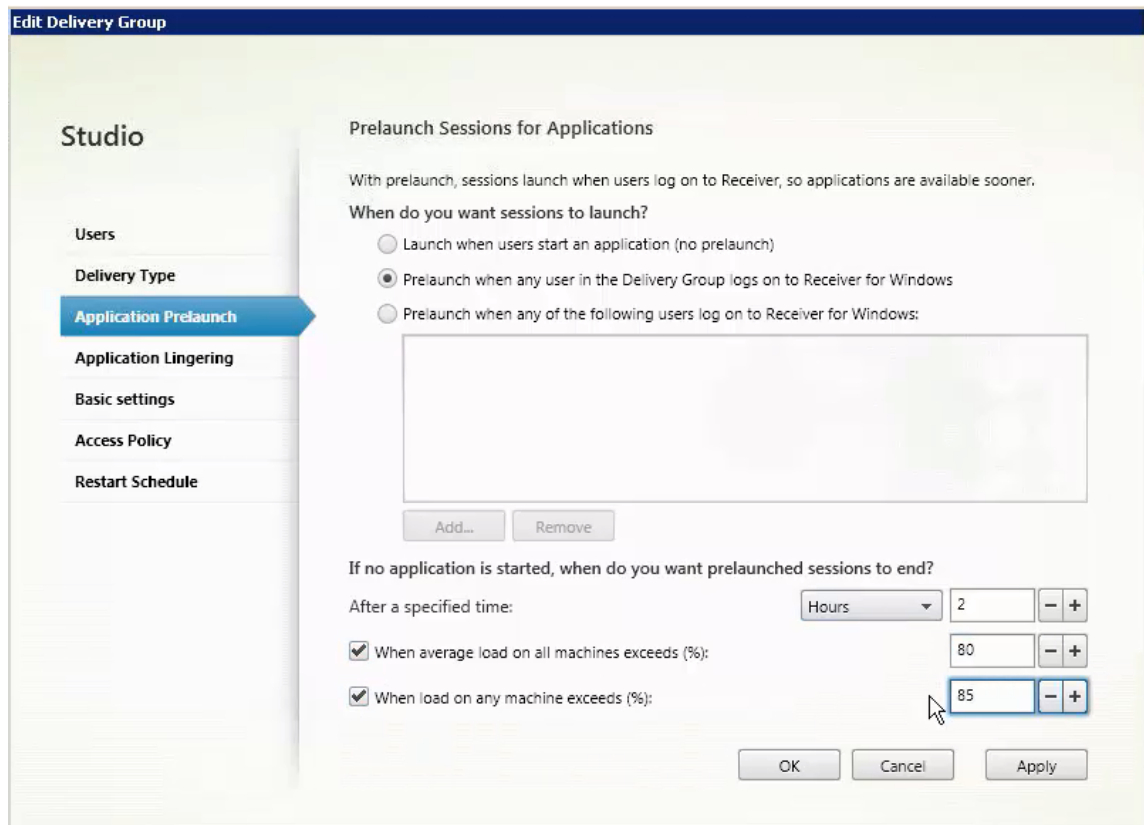 Edit Delivery Group
Studio
Users
Delivery Type
Application Prelaunch
Application Lingering
Basic settings
Access Policy
Restart Schedule
Prelaunch Sessions for Applications
With prelaunch, sessions launch when users log on to Receiver, so applications are available sooner.
When do you want sessions to launch?
Launch when users start an application (no prelaunch)
Prelaunch when any user in the Delivery Group logs on to Receiver for Windows
Prelaunch when any of the following users log on to Receiver for Windows:
Add... Remove
If no application is started, when do you want prelaunched sessions to end?
After a specified time: Hours 2 - +
When average load on all machines exceeds (%): 80 - +
When load on any machine exceeds (%): 85 - +
OK Cancel Apply